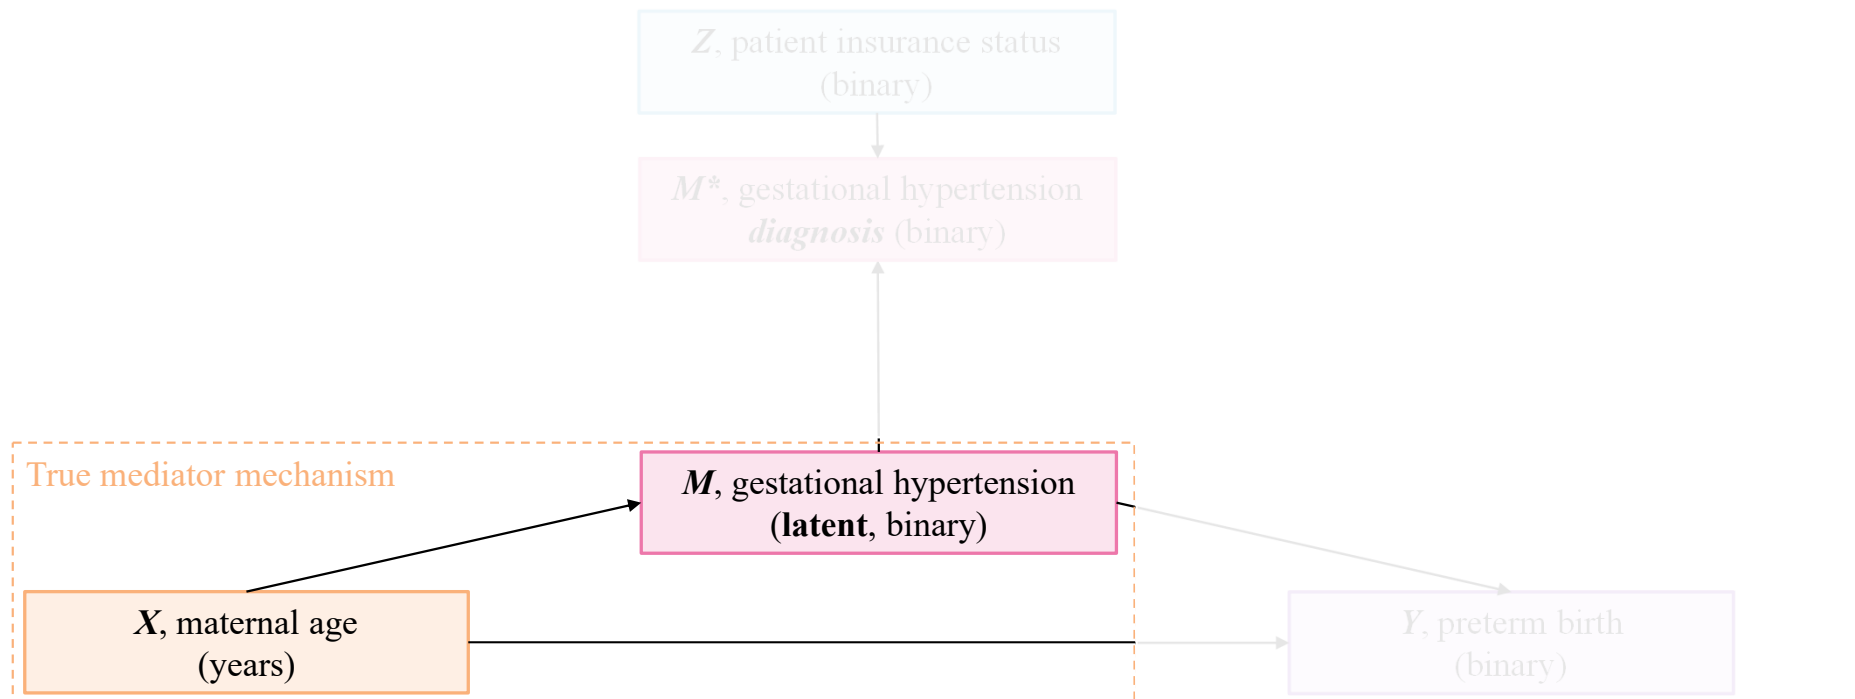 Z, patient insurance status
(binary)
M*, gestational hypertension
diagnosis (binary)
True mediator mechanism
M, gestational hypertension
(latent, binary)
X, maternal age
(years)
Y, preterm birth
(binary)